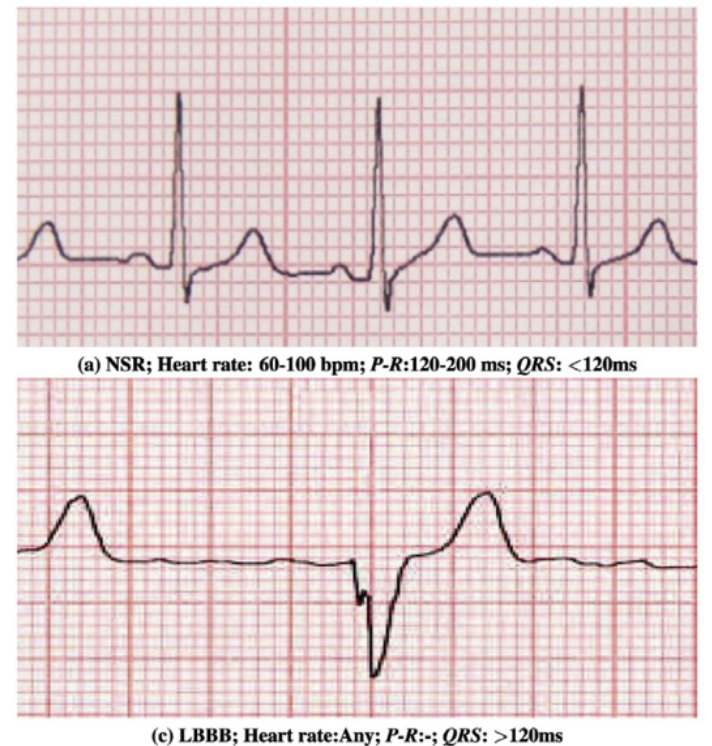 (a) NSR; Heart rate: 60-100 bpm; P-R:120-200 ms; QRS: <120ms
(c) LBBB; Heart rate:Any; P-R:-; QRS: >120ms